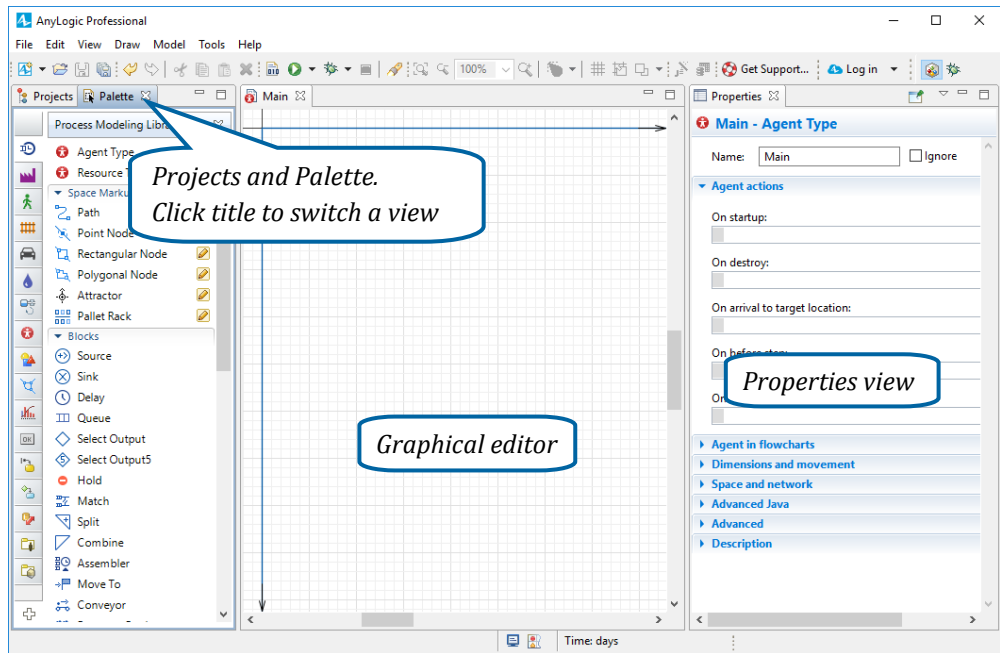 AnyLogic Professional
File Edit View Draw Model Tools Help
100% Get Support... Log in
Projects Palette
Main
Properties
Process Modeling
Main - Agent Type
Agent Type
Resource
Name: Main Ignore
Projects and Palette.
Click title to switch a view
Space Marku
Agent actions
Path
On startup:
Point Node
Rectangular Node
Polygonal Node
On destroy:
Attractor
Pallet Rack
On arrival to target location:
Blocks
Source
On before step:
Sink
Properties view
Delay
On
Queue
Select Output
Graphical editor
Agent in flowcharts
Select Output5
Dimensions and movement
Hold
Space and network
Match
Advanced Java
Split
Advanced
Combine
Description
Assembler
Move To
Conveyor
OK
Time: days